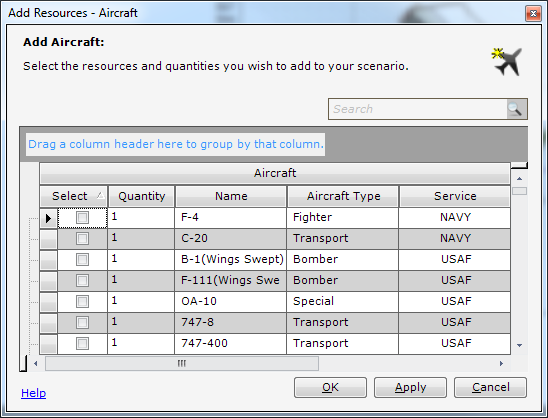 Add Resources - Aircraft
Add Aircraft:
Select the resources and quantities you wish to add to your scenario.
Search
Drag a column header here to group by that column.
Aircraft
Select Quantity Name Aircraft Type Service
1 F-4 Fighter NAVY
1 C-20 Transport NAVY
1 B-1(Wings Swept) Bomber USAF
1 F-111(Wings Swe Bomber USAF
1 OA-10 Special USAF
1 747-8 Transport USAF
1 747-400 Transport USAF
Help OK Apply Cancel